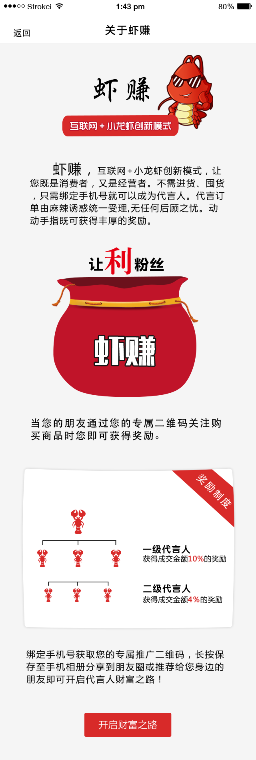 Strokei 1:43 pm 80%
返回 关于虾赚
虾 赚
互联网+小龙虾创新模式
虾赚，互联网+小龙虾创新模式，让
您既是消费者，又是经营者。不需进货、囤货
，只需绑定手机号就可以成为代言人。代言订
单由麻辣诱惑统一受理,无任何后顾之忧。动
动手指既可获得丰厚的奖励。
让利粉丝
虾赚
当您的朋友通过您的专属二维码关注购
买商品时您即可获得奖励。
奖励制度
一级代言人
获得成交金额10%的奖励
二级代言人
获得成交金额4%的奖励
绑定手机号获取您的专属推广二维码，长按保
存至手机相册分享到朋友圈或推荐给您身边的
朋友即可开启代言人财富之路！
开启财富之路